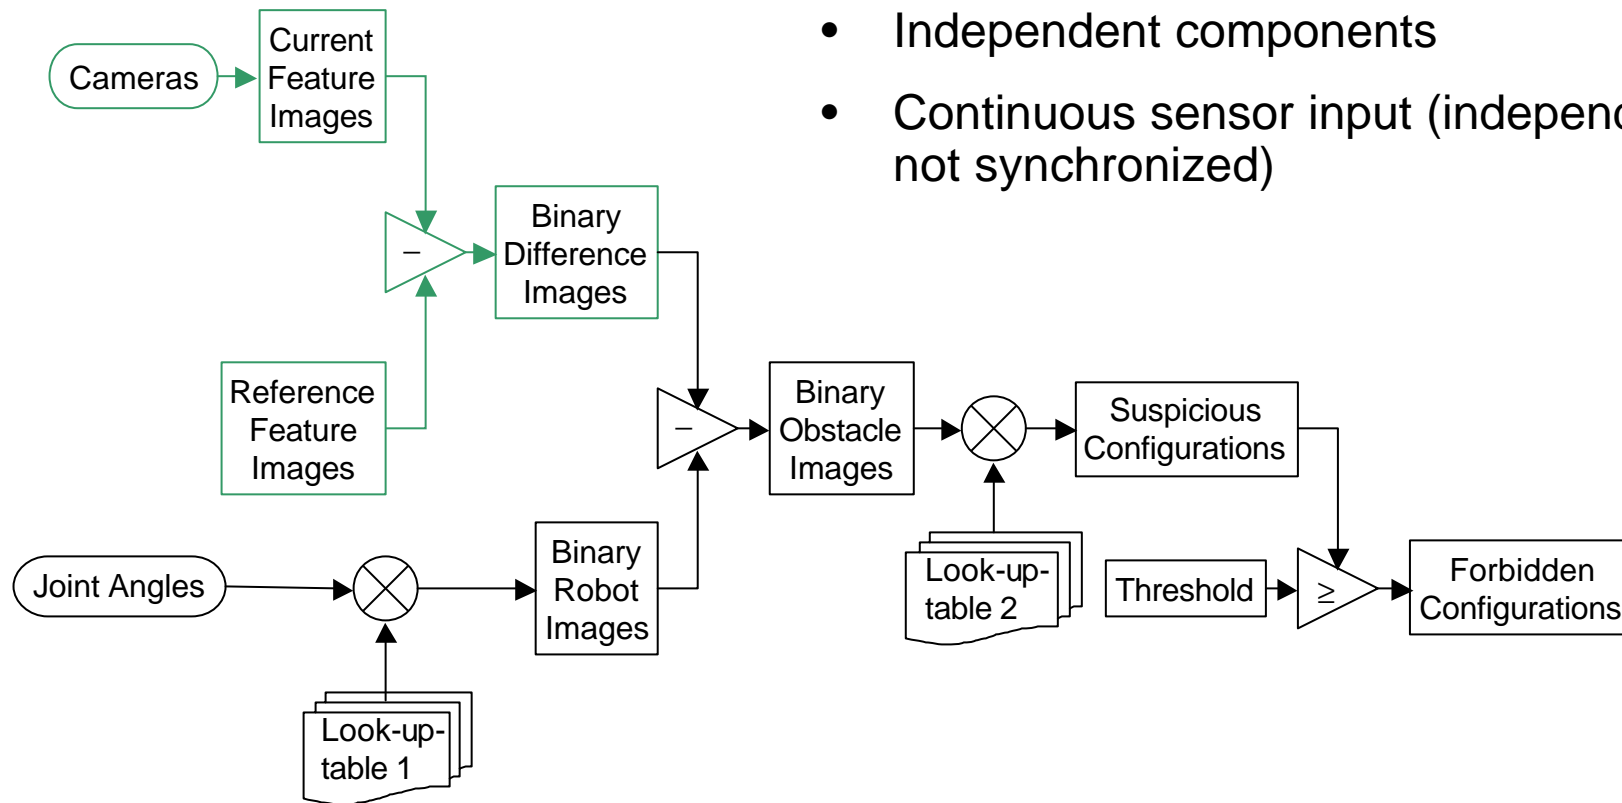 Cameras
Current
Feature
Images
• Independent components
• Continuous sensor input (independ
not synchronized)
−
Binary
Difference
Images
Reference
Feature
Images
−
Binary
Obstacle
Images
Suspicious
Configurations
Joint Angles
Binary
Robot
Images
Look-up-
table 2
Threshold
≥
Forbidden
Configurations
Look-up-
table 1